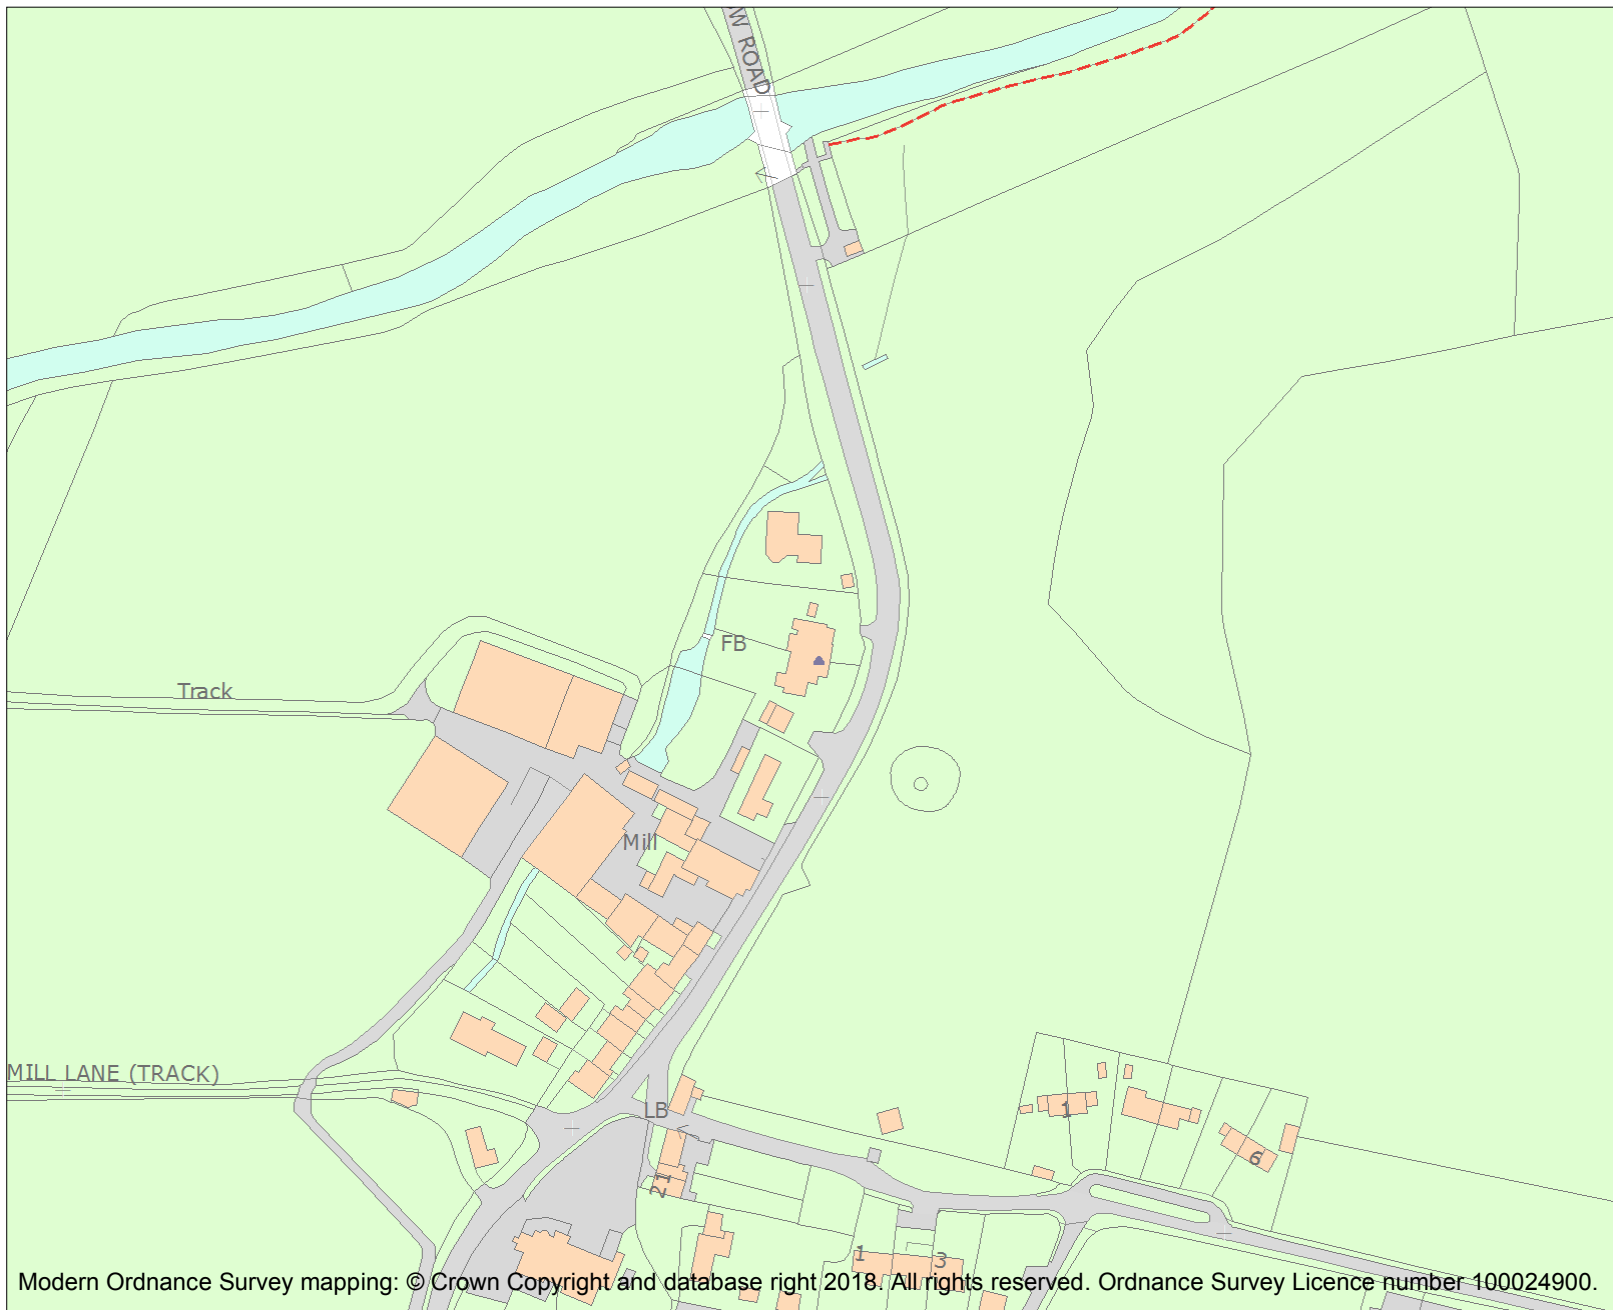 W ROAD
FB
Track
Mill
MILL LANE (TRACK)
LB
1
6
21
1
3
Modern Ordnance Survey mapping: © Crown Copyright and database right 2018. All rights reserved. Ordnance Survey Licence number 100024900.